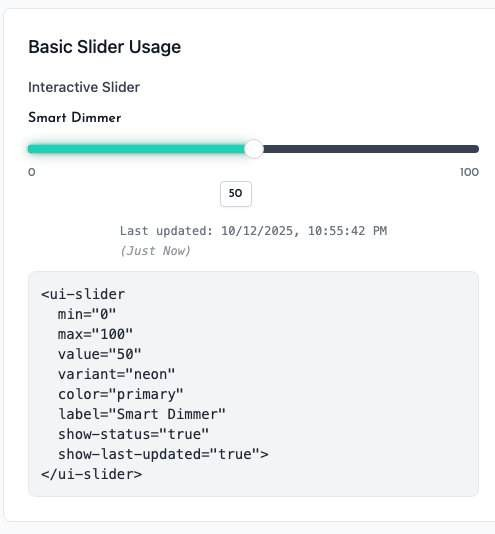 Basic Slider Usage
Interactive Slider
Smart Dimmer
0 100
50
Last updated: 10/12/2025, 10:55:42 PM
(Just Now)
<ui-slider
  min="0"
  max="100"
  value="50"
  variant="neon"
  color="primary"
  label="Smart Dimmer"
  show-status="true"
  show-last-updated="true">
</ui-slider>